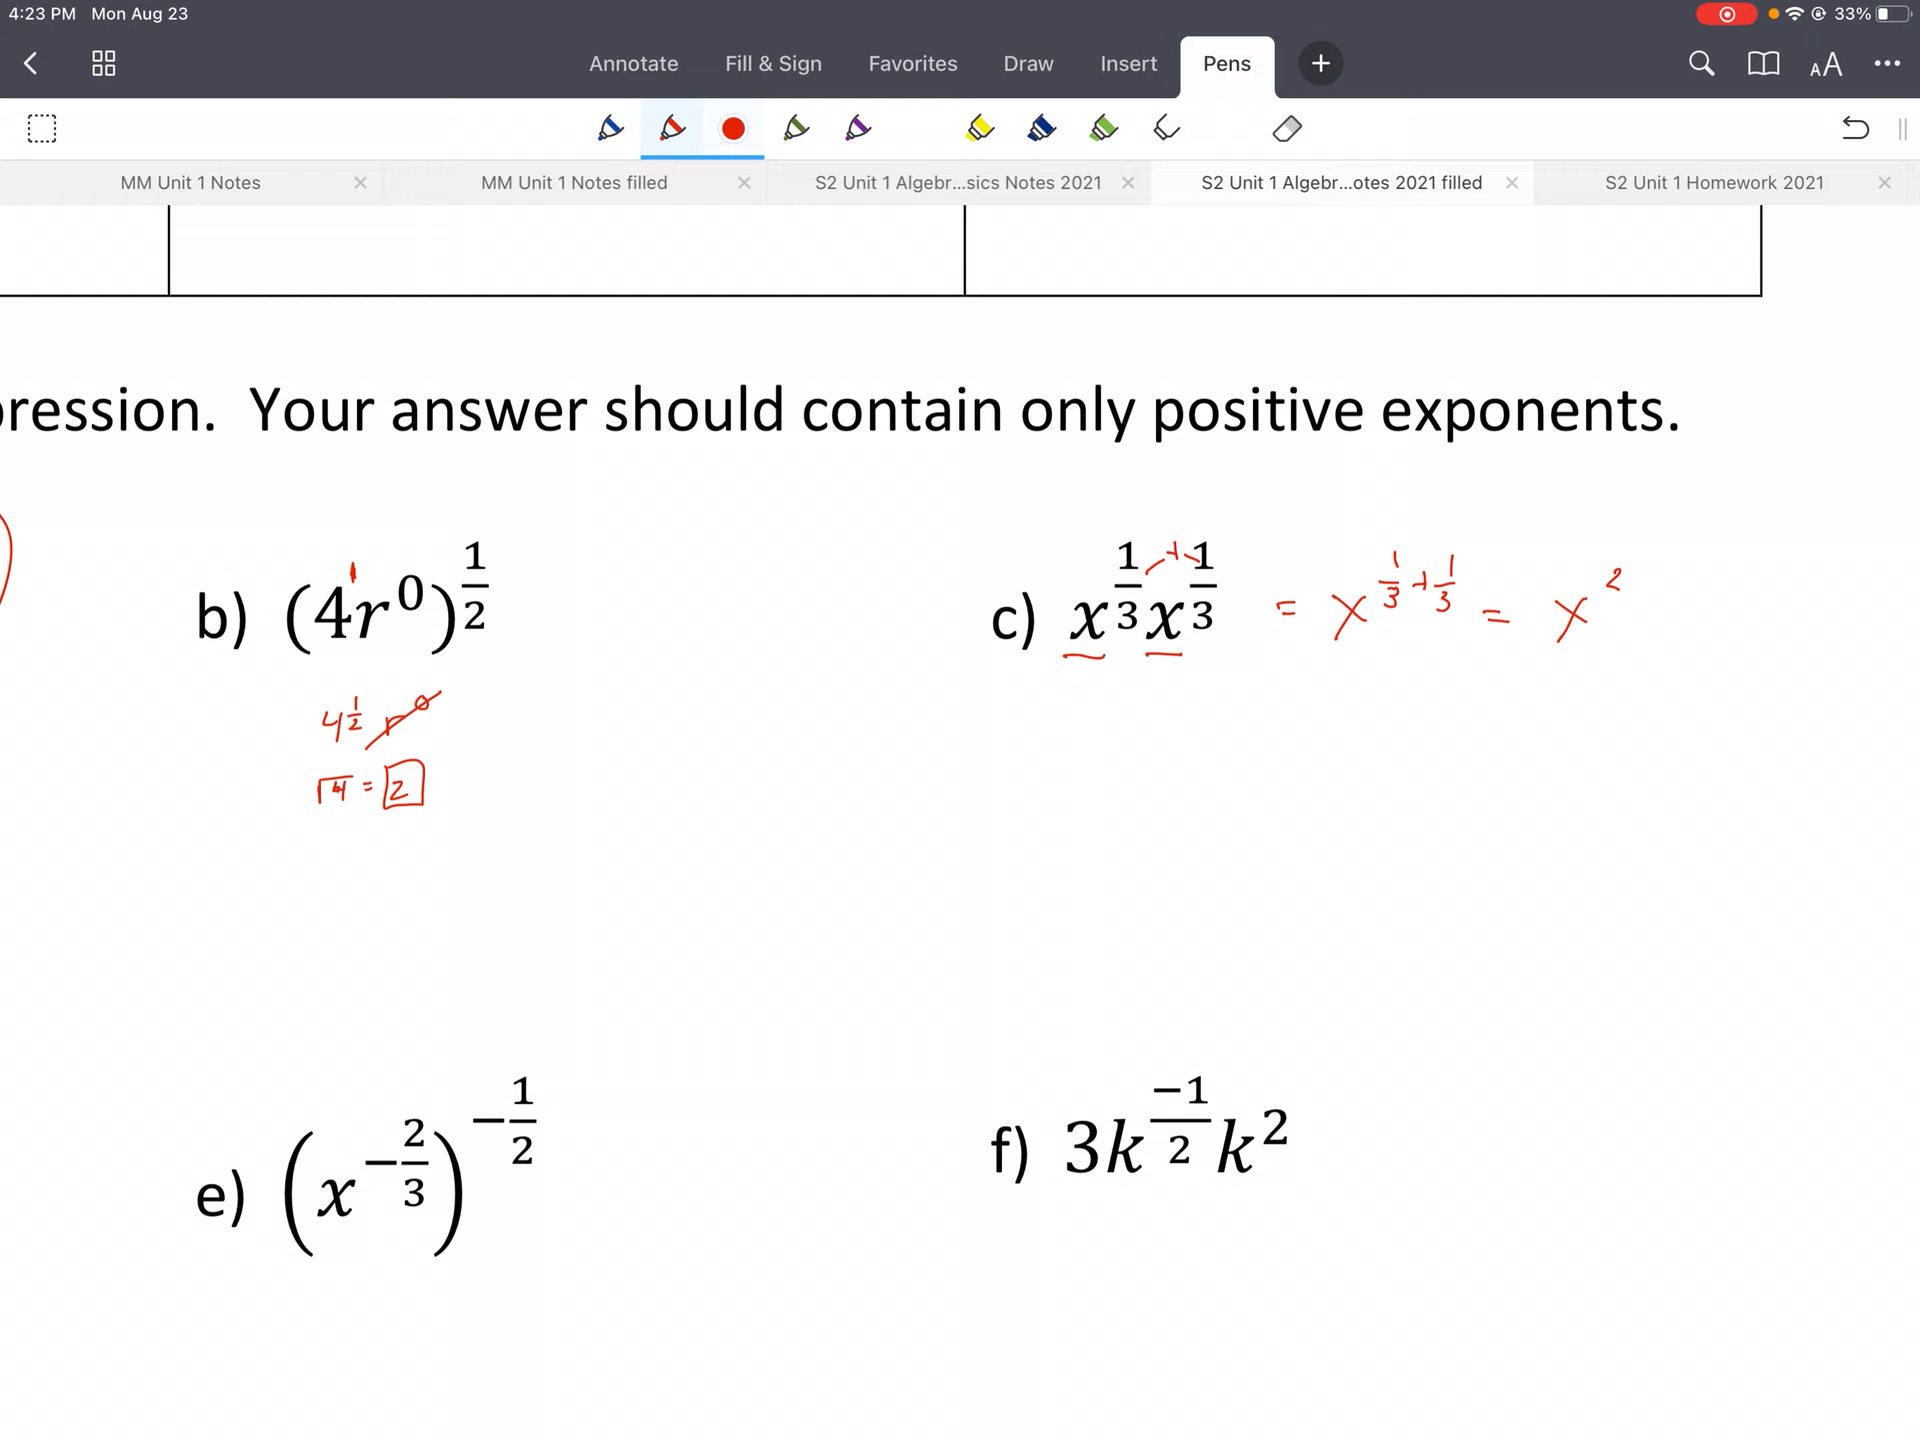 4:23 PM Mon Aug 23 33%
Annotate Fill & Sign Favorites Draw Insert Pens + AA
MM Unit 1 Notes × MM Unit 1 Notes filled × S2 Unit 1 Algebr...sics Notes 2021 × S2 Unit 1 Algebr...otes 2021 filled × S2 Unit 1 Homework 2021 ×
pression. Your answer should contain only positive exponents.
b) (4r^0)^{1/2}
1
4^{1/2} r^0
√4 = 2
c) x^{1/3}x^{1/3} = x^{1/3+1/3} = x^2
+
e) (x^{-2/3})^{-1/2}
f) 3k^{-1/2}k^2